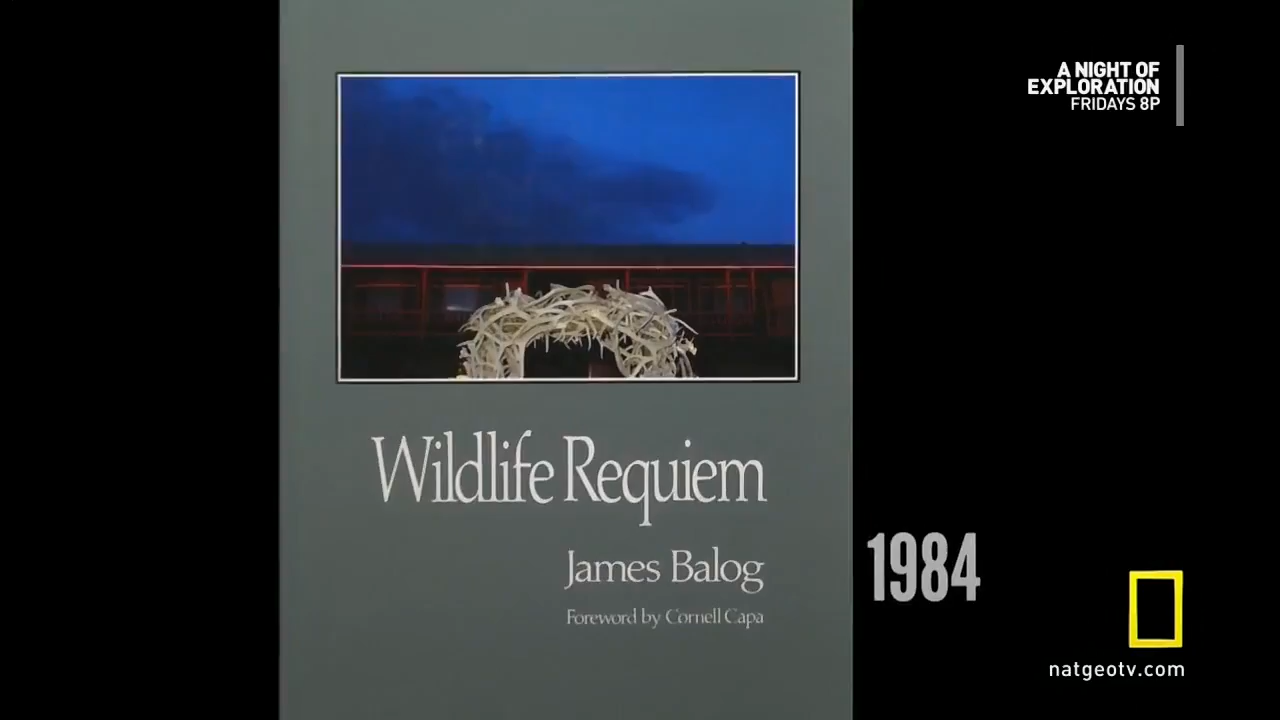 A NIGHT OF
EXPLORATION
FRIDAYS 8P
Wildlife Requiem
James Balog
Foreword by Cornell Capa
1984
natgeotv.com